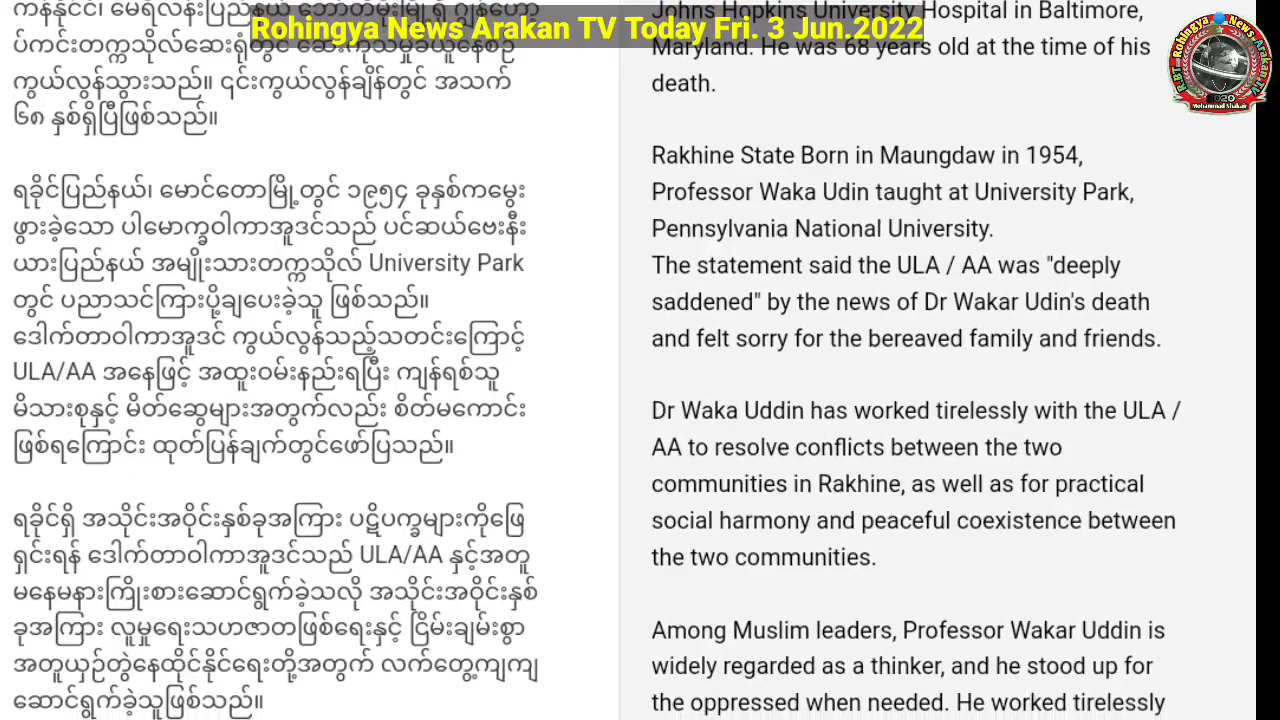 Rohingya News Arakan TV Today Fri. 3 Jun.2022
ပ်ကင်းတက္ကသိုလ်ဆေးရုံတွင်
ကွယ်လွန်သွားသည်။ ၎င်းကွယ်လွန်ချိန်တွင် အသက်
၆၈ နှစ်ရှိပြီဖြစ်သည်။
ရခိုင်ပြည်နယ်၊ မောင်တောမြို့တွင် ၁၉၅၄ ခုနှစ်ကမွေး
ဖွားခဲ့သော ပါမောက္ခဝါကာအူဒင်သည် ပင်ဆယ်ဗေးနီး
ယားပြည်နယ် အမျိုးသားတက္ကသိုလ် University Park
တွင် ပညာသင်ကြားပို့ချပေးခဲ့သူ ဖြစ်သည်။
ဒေါက်တာဝါကာအူဒင် ကွယ်လွန်သည့်သတင်းကြောင့်
ULA/AA အနေဖြင့် အထူးဝမ်းနည်းရပြီး ကျန်ရစ်သူ
မိသားစုနှင့် မိတ်ဆွေများအတွက်လည်း စိတ်မကောင်း
ဖြစ်ရကြောင်း ထုတ်ပြန်ချက်တွင်ဖော်ပြသည်။
ရခိုင်ရှိ အသိုင်းအဝိုင်းနှစ်ခုအကြား ပဋိပက္ခများကိုဖြေ
ရှင်းရန် ဒေါက်တာဝါကာအူဒင်သည် ULA/AA နှင့်အတူ
မနေမနားကြိုးစားဆောင်ရွက်ခဲ့သလို အသိုင်းအဝိုင်းနှစ်
ခုအကြား လူမှုရေးသဟဇာတဖြစ်ရေးနှင့် ငြိမ်းချမ်းစွာ
အတူယှဉ်တွဲနေထိုင်နိုင်ရေးတို့အတွက် လက်တွေ့ကျကျ
ဆောင်ရွက်ခဲ့သူဖြစ်သည်။
Johns Hopkins University Hospital in Baltimore,
Maryland. He was 68 years old at the time of his
death.
Rakhine State Born in Maungdaw in 1954,
Professor Waka Udin taught at University Park,
Pennsylvania National University.
The statement said the ULA / AA was "deeply
saddened" by the news of Dr Wakar Udin's death
and felt sorry for the bereaved family and friends.
Dr Waka Uddin has worked tirelessly with the ULA /
AA to resolve conflicts between the two
communities in Rakhine, as well as for practical
social harmony and peaceful coexistence between
the two communities.
Among Muslim leaders, Professor Wakar Uddin is
widely regarded as a thinker, and he stood up for
the oppressed when needed. He worked tirelessly
Rohingya News Arakan TV
2020